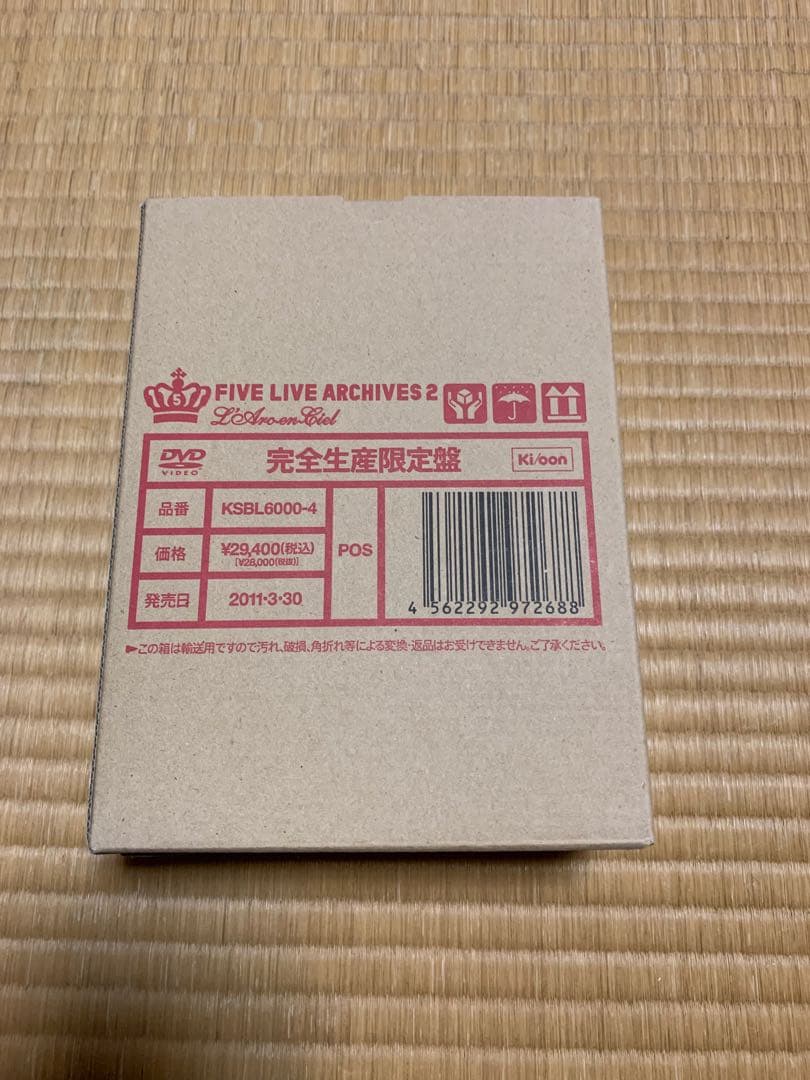 5
FIVE LIVE ARCHIVES 2
L'Arc~en~Ciel
DVD
VIDEO
完全生産限定盤
Ki/oon
品番
KSBL6000-4
価格
¥29,400(税込)
[¥28,000(税抜)]
発売日
2011・3・30
POS
4 562292 972688
▶この箱は輸送用ですので汚れ、破損、角折れ等による変換・返品はお受けできません。ご了承ください。